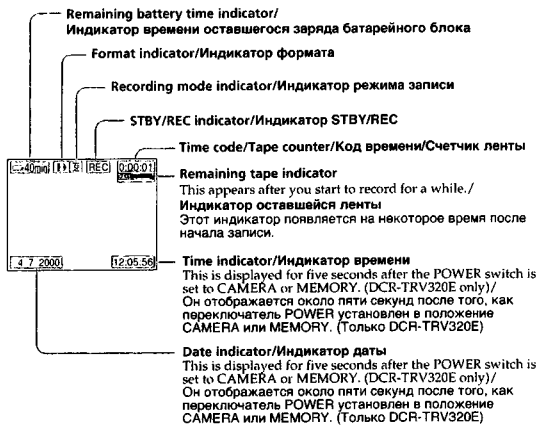 Remaining battery time indicator/
Индикатор времени оставшегося заряда батарейного блока
Format indicator/Индикатор формата
Recording mode indicator/Индикатор режима записи
STBY/REC indicator/Индикатор STBY/REC
Time code/Tape counter/Код времени/Счетчик ленты
40min
REC
0:00:01
Remaining tape indicator
This appears after you start to record for a while./
Индикатор оставшейся ленты
Этот индикатор появляется на некоторое время после
начала записи.
4 7 2000
12:05:56
Time indicator/Индикатор времени
This is displayed for five seconds after the POWER switch is
set to CAMERA or MEMORY. (DCR-TRV320E only)/
Он отображается около пяти секунд после того, как
переключатель POWER установлен в положение
CAMERA или MEMORY. (Только DCR-TRV320E)
Date indicator/Индикатор даты
This is displayed for five seconds after the POWER switch is
set to CAMERA or MEMORY. (DCR-TRV320E only)/
Он отображается около пяти секунд после того, как
переключатель POWER установлен в положение
CAMERA или MEMORY. (Только DCR-TRV320E)